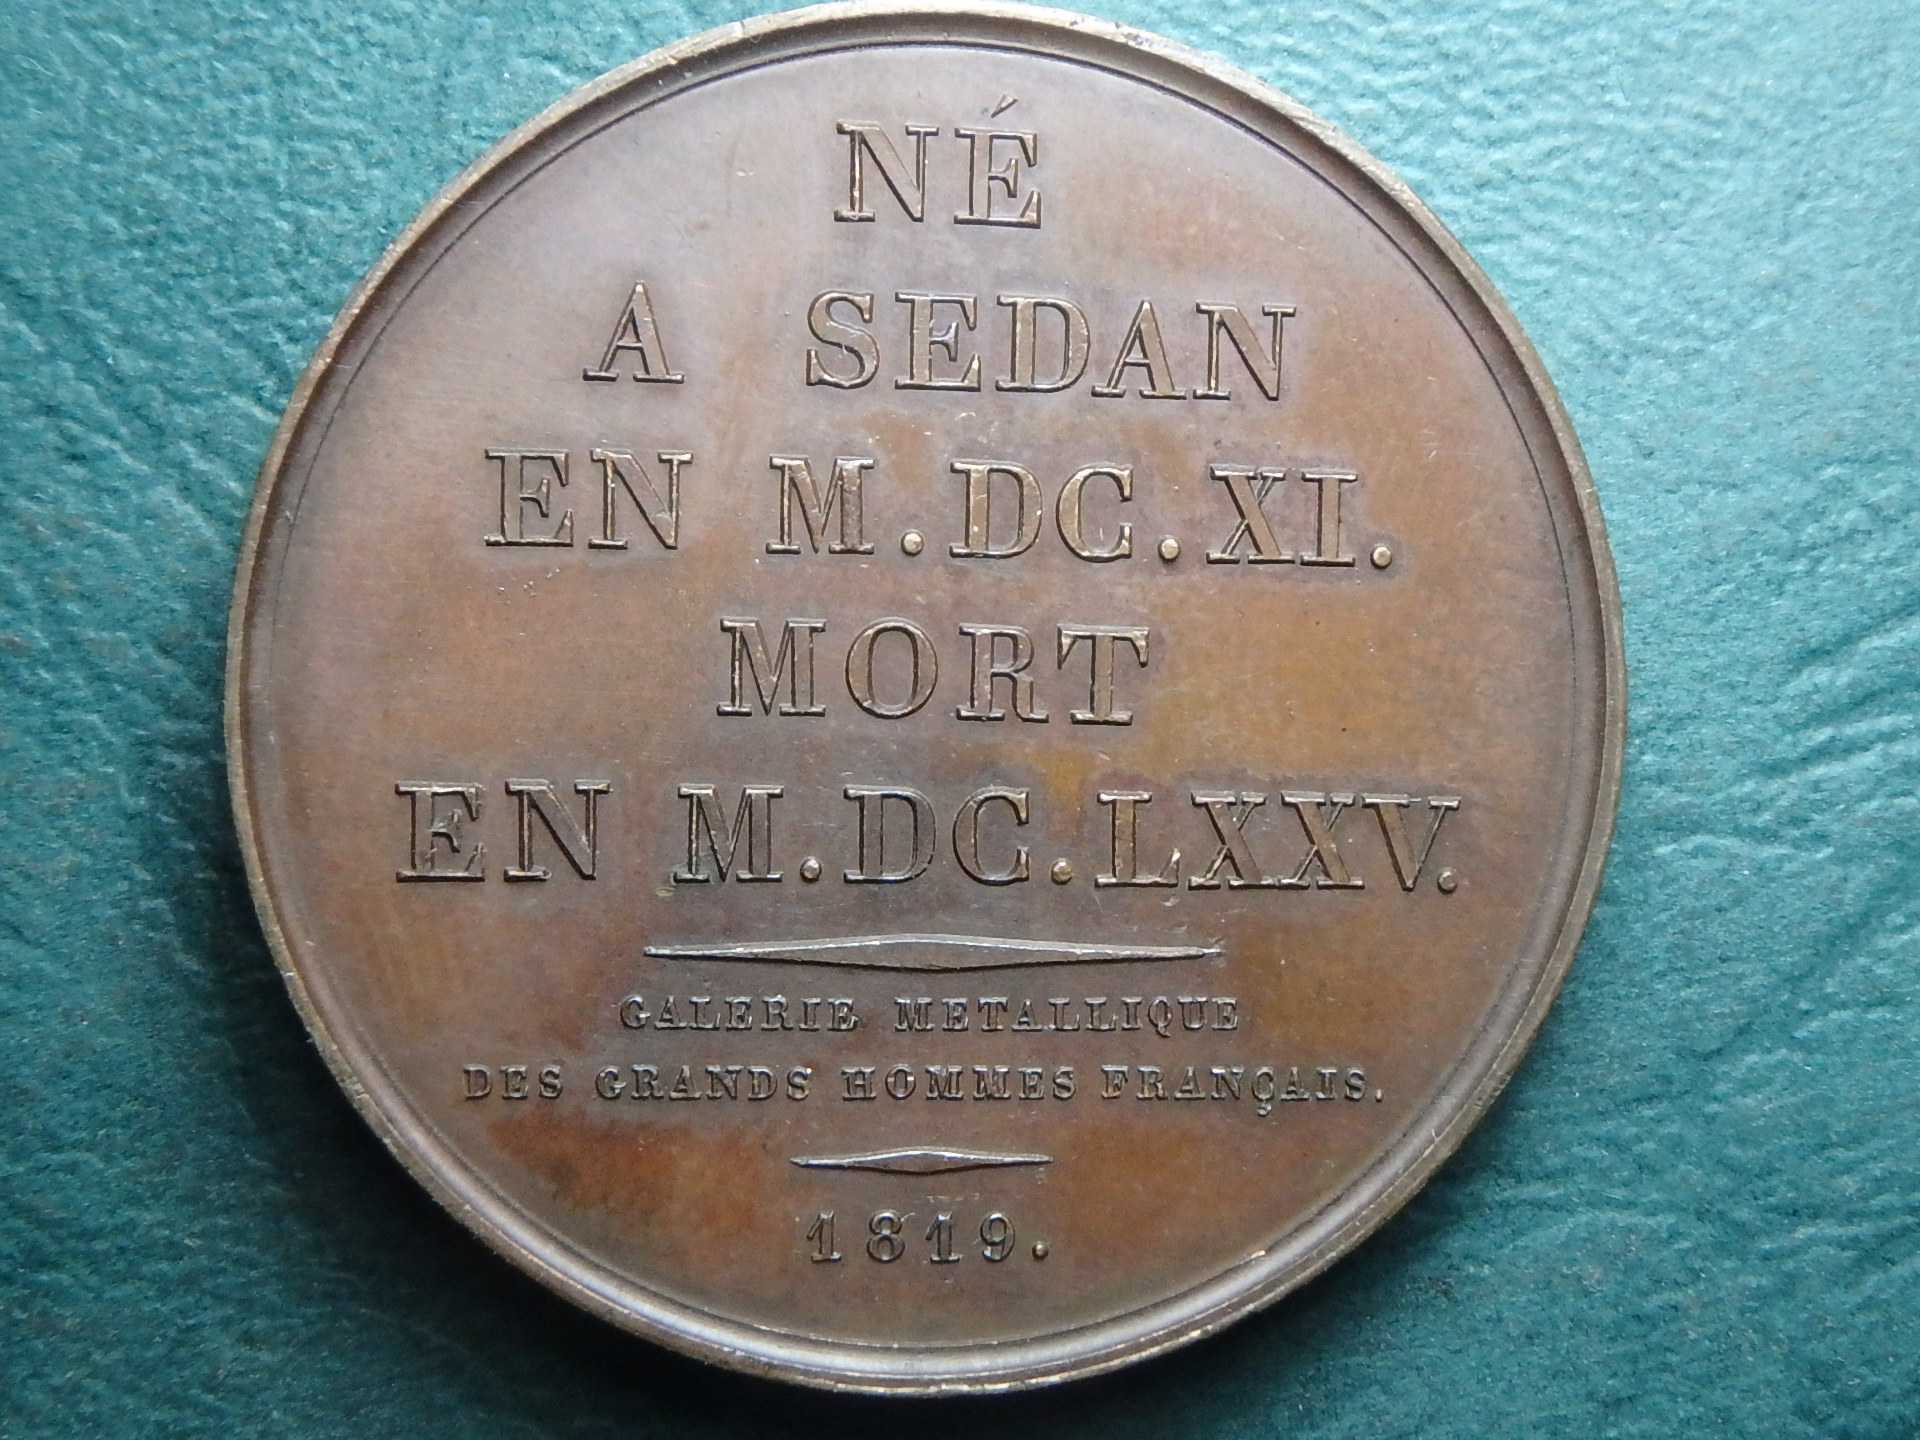 NÉ
A SEDAN
EN M.DC.XI.
MORT
EN M.DC.LXXV.
GALERIE METALLIQUE
DES GRANDS HOMMES FRANÇAIS.
1819.